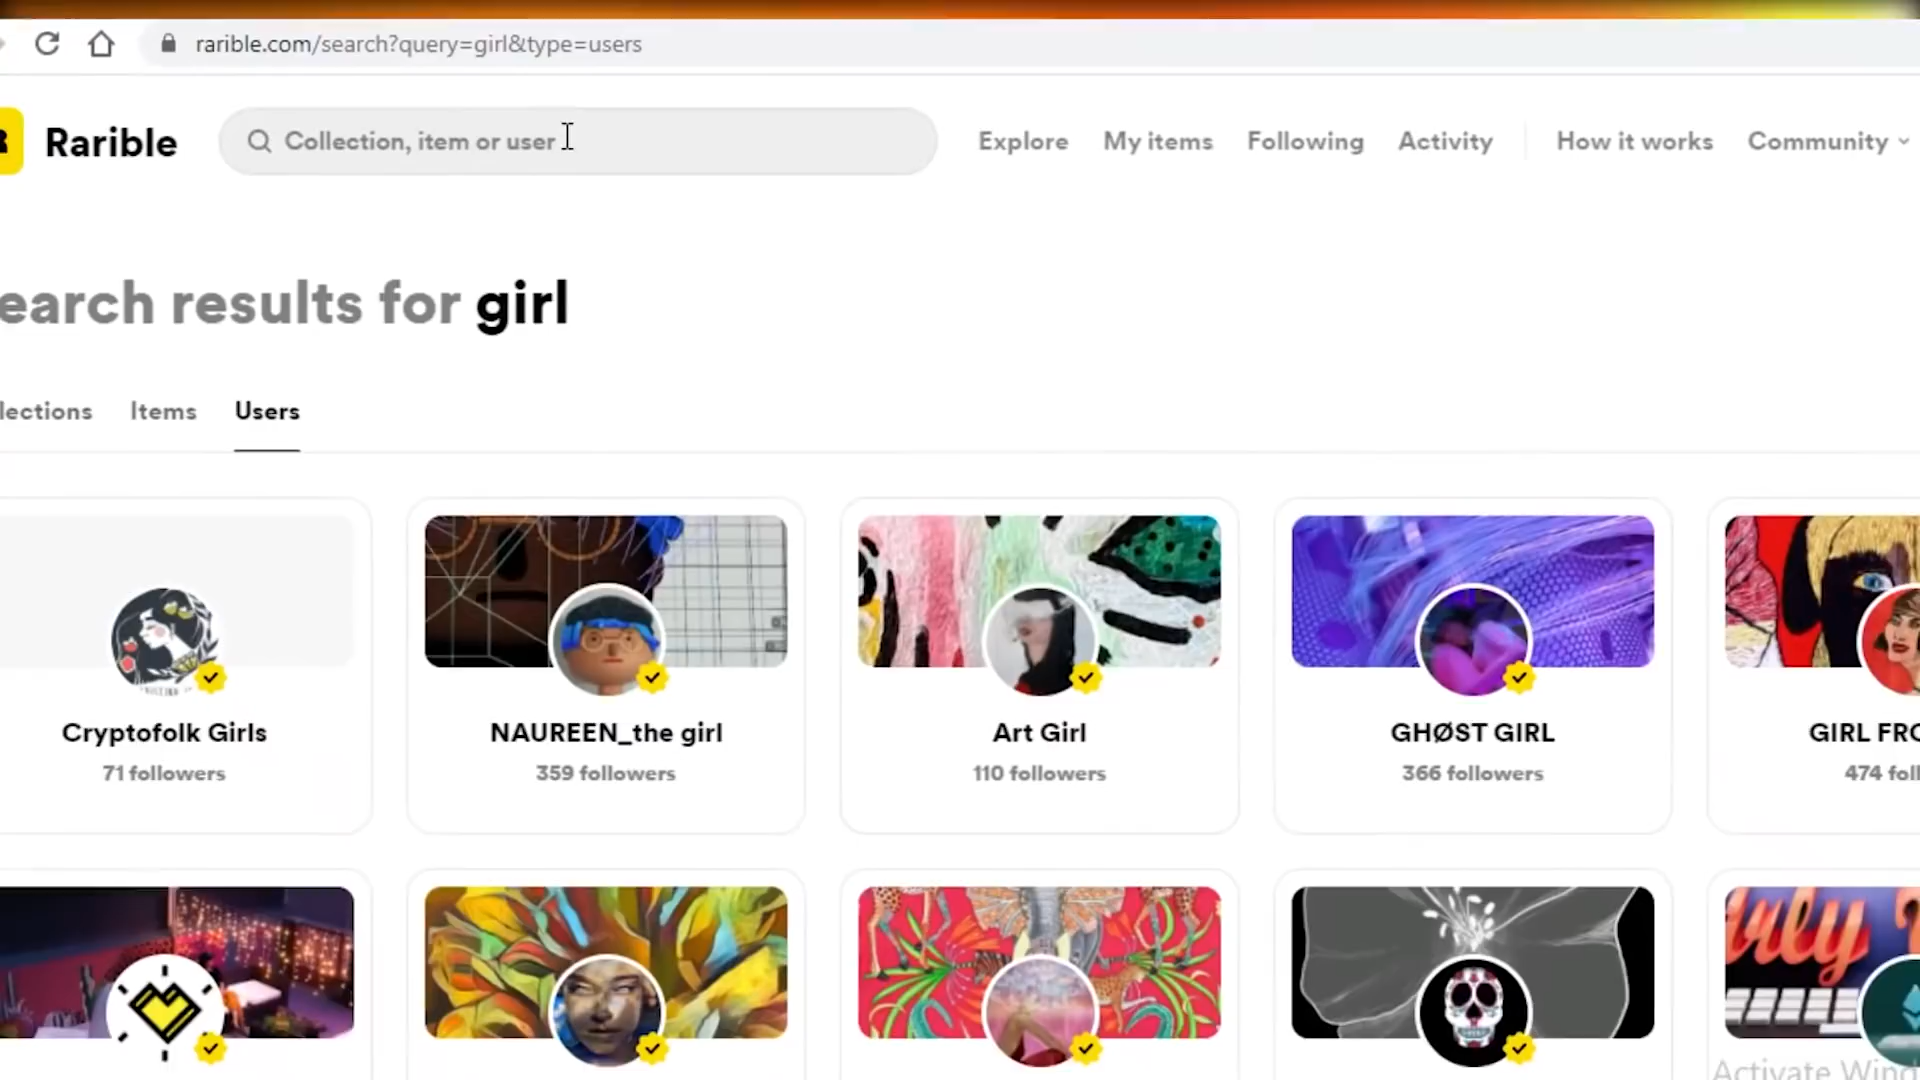 rarible.com/search?query=girl&type=users
Rarible
Collection, item or user
Explore
My items
Following
Activity
How it works
Community
earch results for girl
lections
Items
Users
Cryptofolk Girls
71 followers
NAUREEN_the girl
359 followers
Art Girl
110 followers
GHØST GIRL
366 followers
GIRL FRO
474 foll
Activate Wind